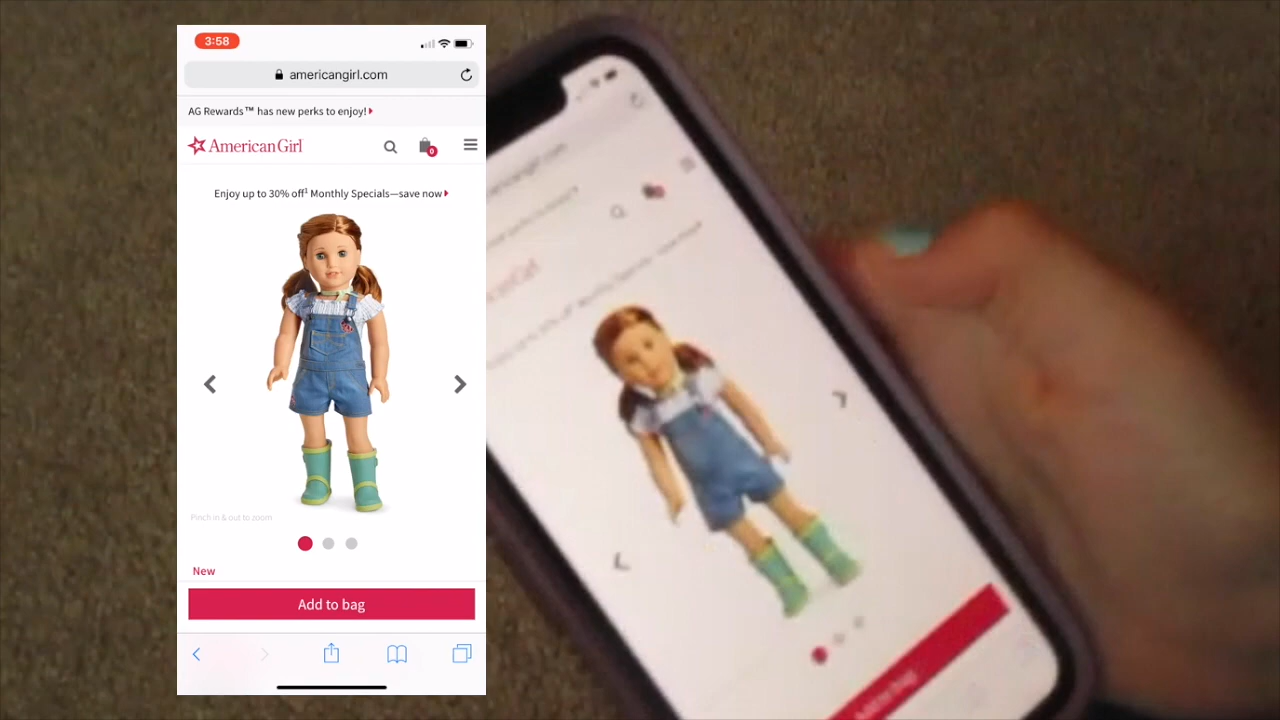 3:58
americangirl.com
AG Rewards™ has new perks to enjoy!
American Girl
0
Enjoy up to 30% off¹ Monthly Specials—save now
Pinch in & out to zoom
New
Add to bag